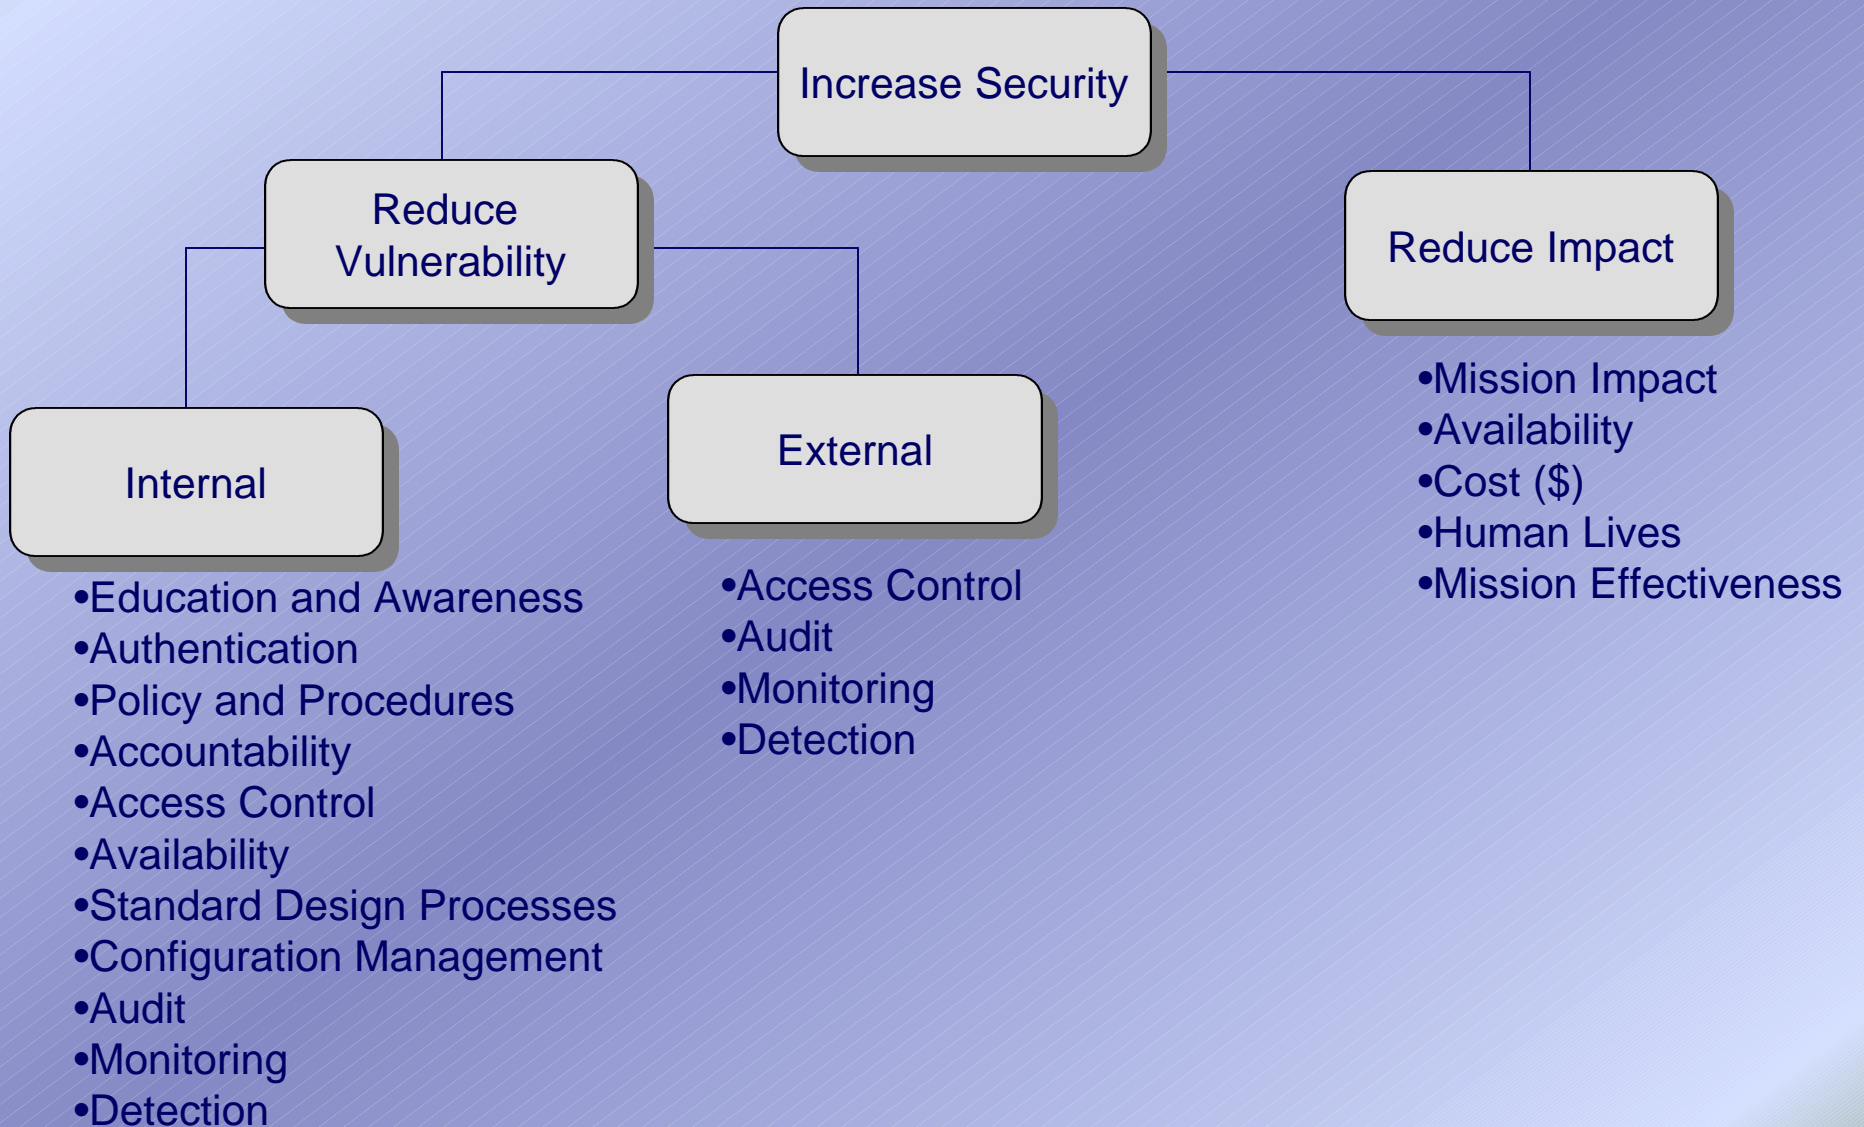 Increase Security
Reduce
Vulnerability
Reduce Impact
•Mission Impact
•Availability
•Cost ($)
•Human Lives
•Mission Effectiveness
Internal
•Education and Awareness
•Authentication
•Policy and Procedures
•Accountability
•Access Control
•Availability
•Standard Design Processes
•Configuration Management
•Audit
•Monitoring
•Detection
External
•Access Control
•Audit
•Monitoring
•Detection